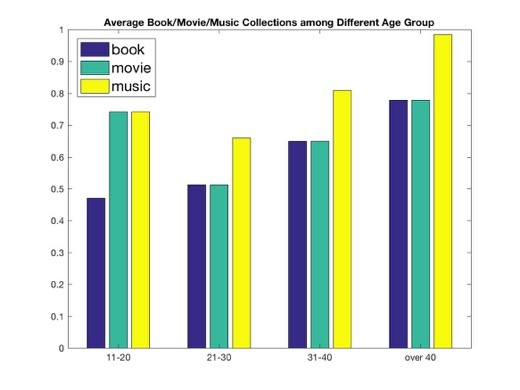 Average Book/Movie/Music Collections among Different Age Group
1
0.9
0.8
0.7
0.6
0.5
0.4
0.3
0.2
0.1
0
book
movie
music
11-20 21-30 31-40 over 40